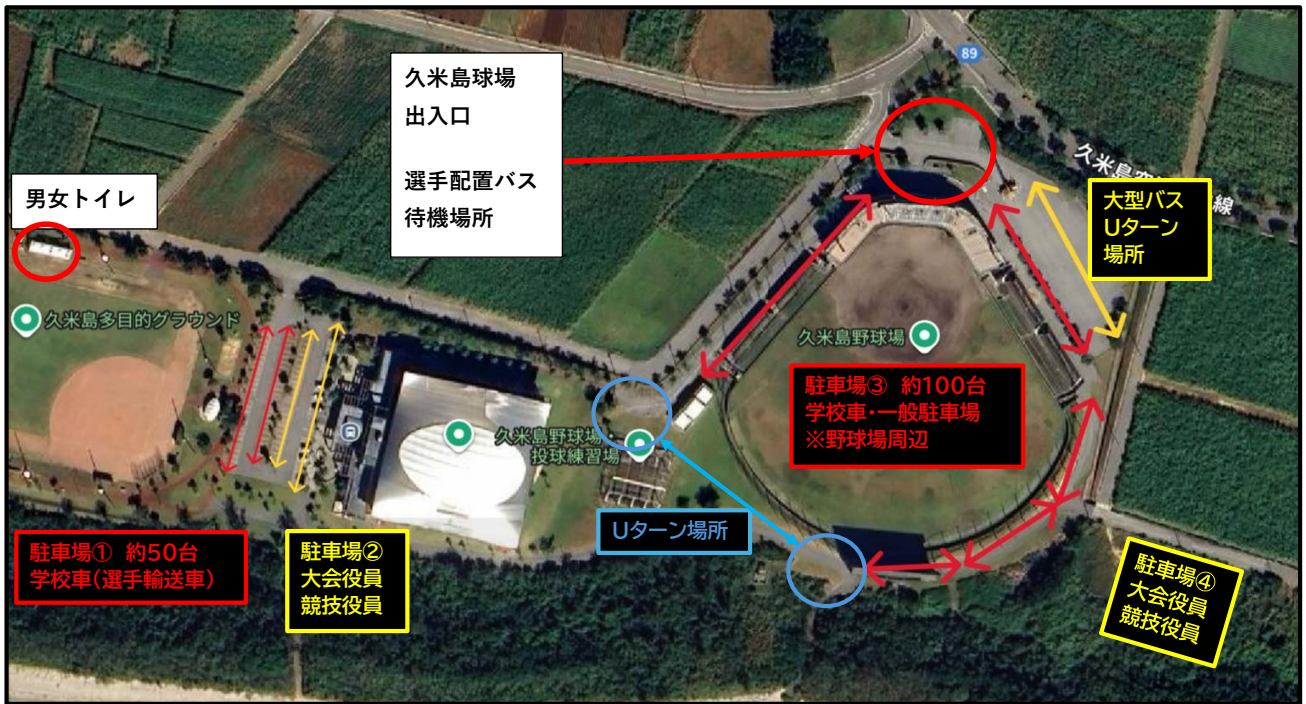 久米島球場
出入口
選手配置バス
待機場所
89
男女トイレ
久米島空
線
大型バス
Uターン
場所
久米島多目的グラウンド
久米島野球場
駐車場③ 約100台
学校車・一般駐車場
※野球場周辺
久米島野球場
投球練習場
Uターン場所
駐車場① 約50台
学校車(選手輸送車)
駐車場②
大会役員
競技役員
駐車場④
大会役員
競技役員